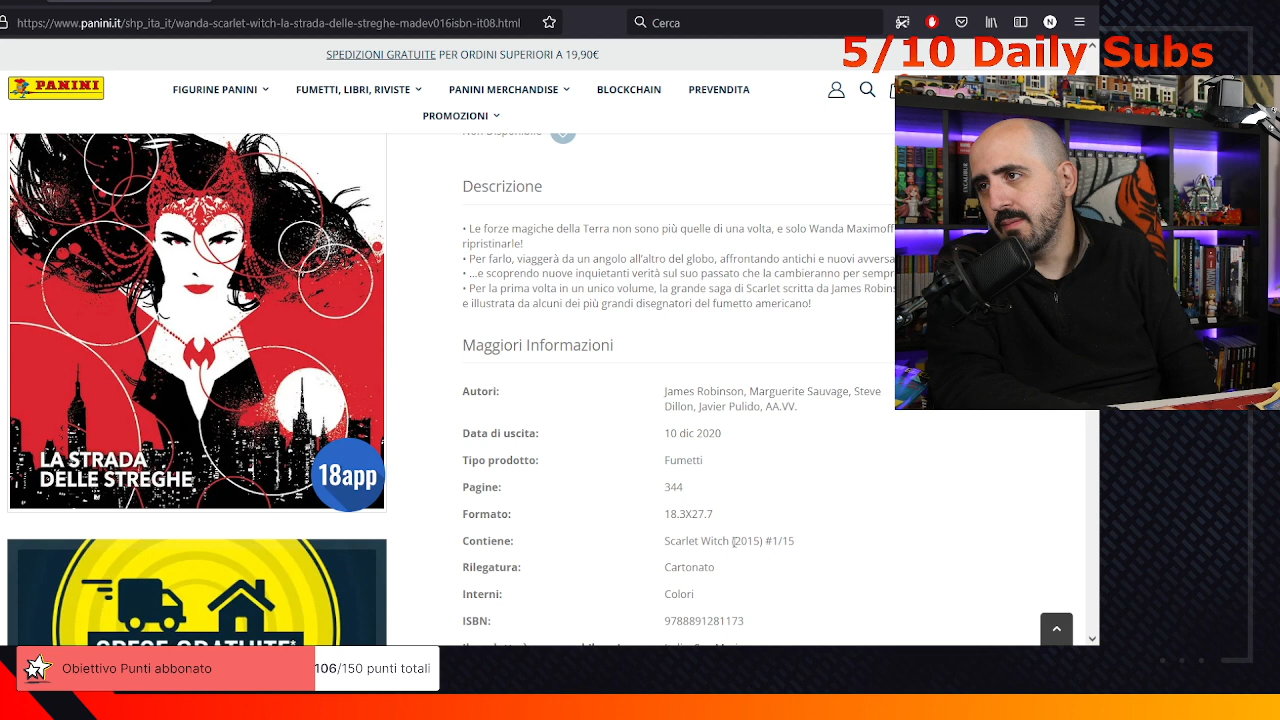 https://www.panini.it/shp_ita_it/wanda-scarlet-witch-la-strada-delle-streghe-madev016isbn-it08.html
Cerca
N
5/10 Daily Subs
SPEDIZIONI GRATUITE PER ORDINI SUPERIORI A 19,90€
PANINI
FUMETTI, LIBRI, RIVISTE
FIGURINE PANINI
PANINI MERCHANDISE
BLOCKCHAIN
PREVENDITA
PROMOZIONI
Non Disponibile
Descrizione
• Le forze magiche della Terra non sono più quelle di una volta, e solo Wanda Maximoff
ripristinarle!
• Per farlo, viaggerà da un angolo all'altro del globo, affrontando antichi e nuovi avversa
• ...e scoprendo nuove inquietanti verità sul suo passato che la cambieranno per sempr
• Per la prima volta in un unico volume, la grande saga di Scarlet scritta da James Robins
e illustrata da alcuni dei più grandi disegnatori del fumetto americano!
Maggiori Informazioni
Autori: James Robinson, Marguerite Sauvage, Steve
Dillon, Javier Pulido, AA.VV.
Data di uscita: 10 dic 2020
Tipo prodotto: Fumetti
Pagine: 344
Formato: 18.3X27.7
Contiene: Scarlet Witch (2015) #1/15
Rilegatura: Cartonato
Interni: Colori
ISBN: 9788891281173
LA STRADA
DELLE STREGHE
18app
SPESE GRATUITE*
Obiettivo Punti abbonato
106/150 punti totali